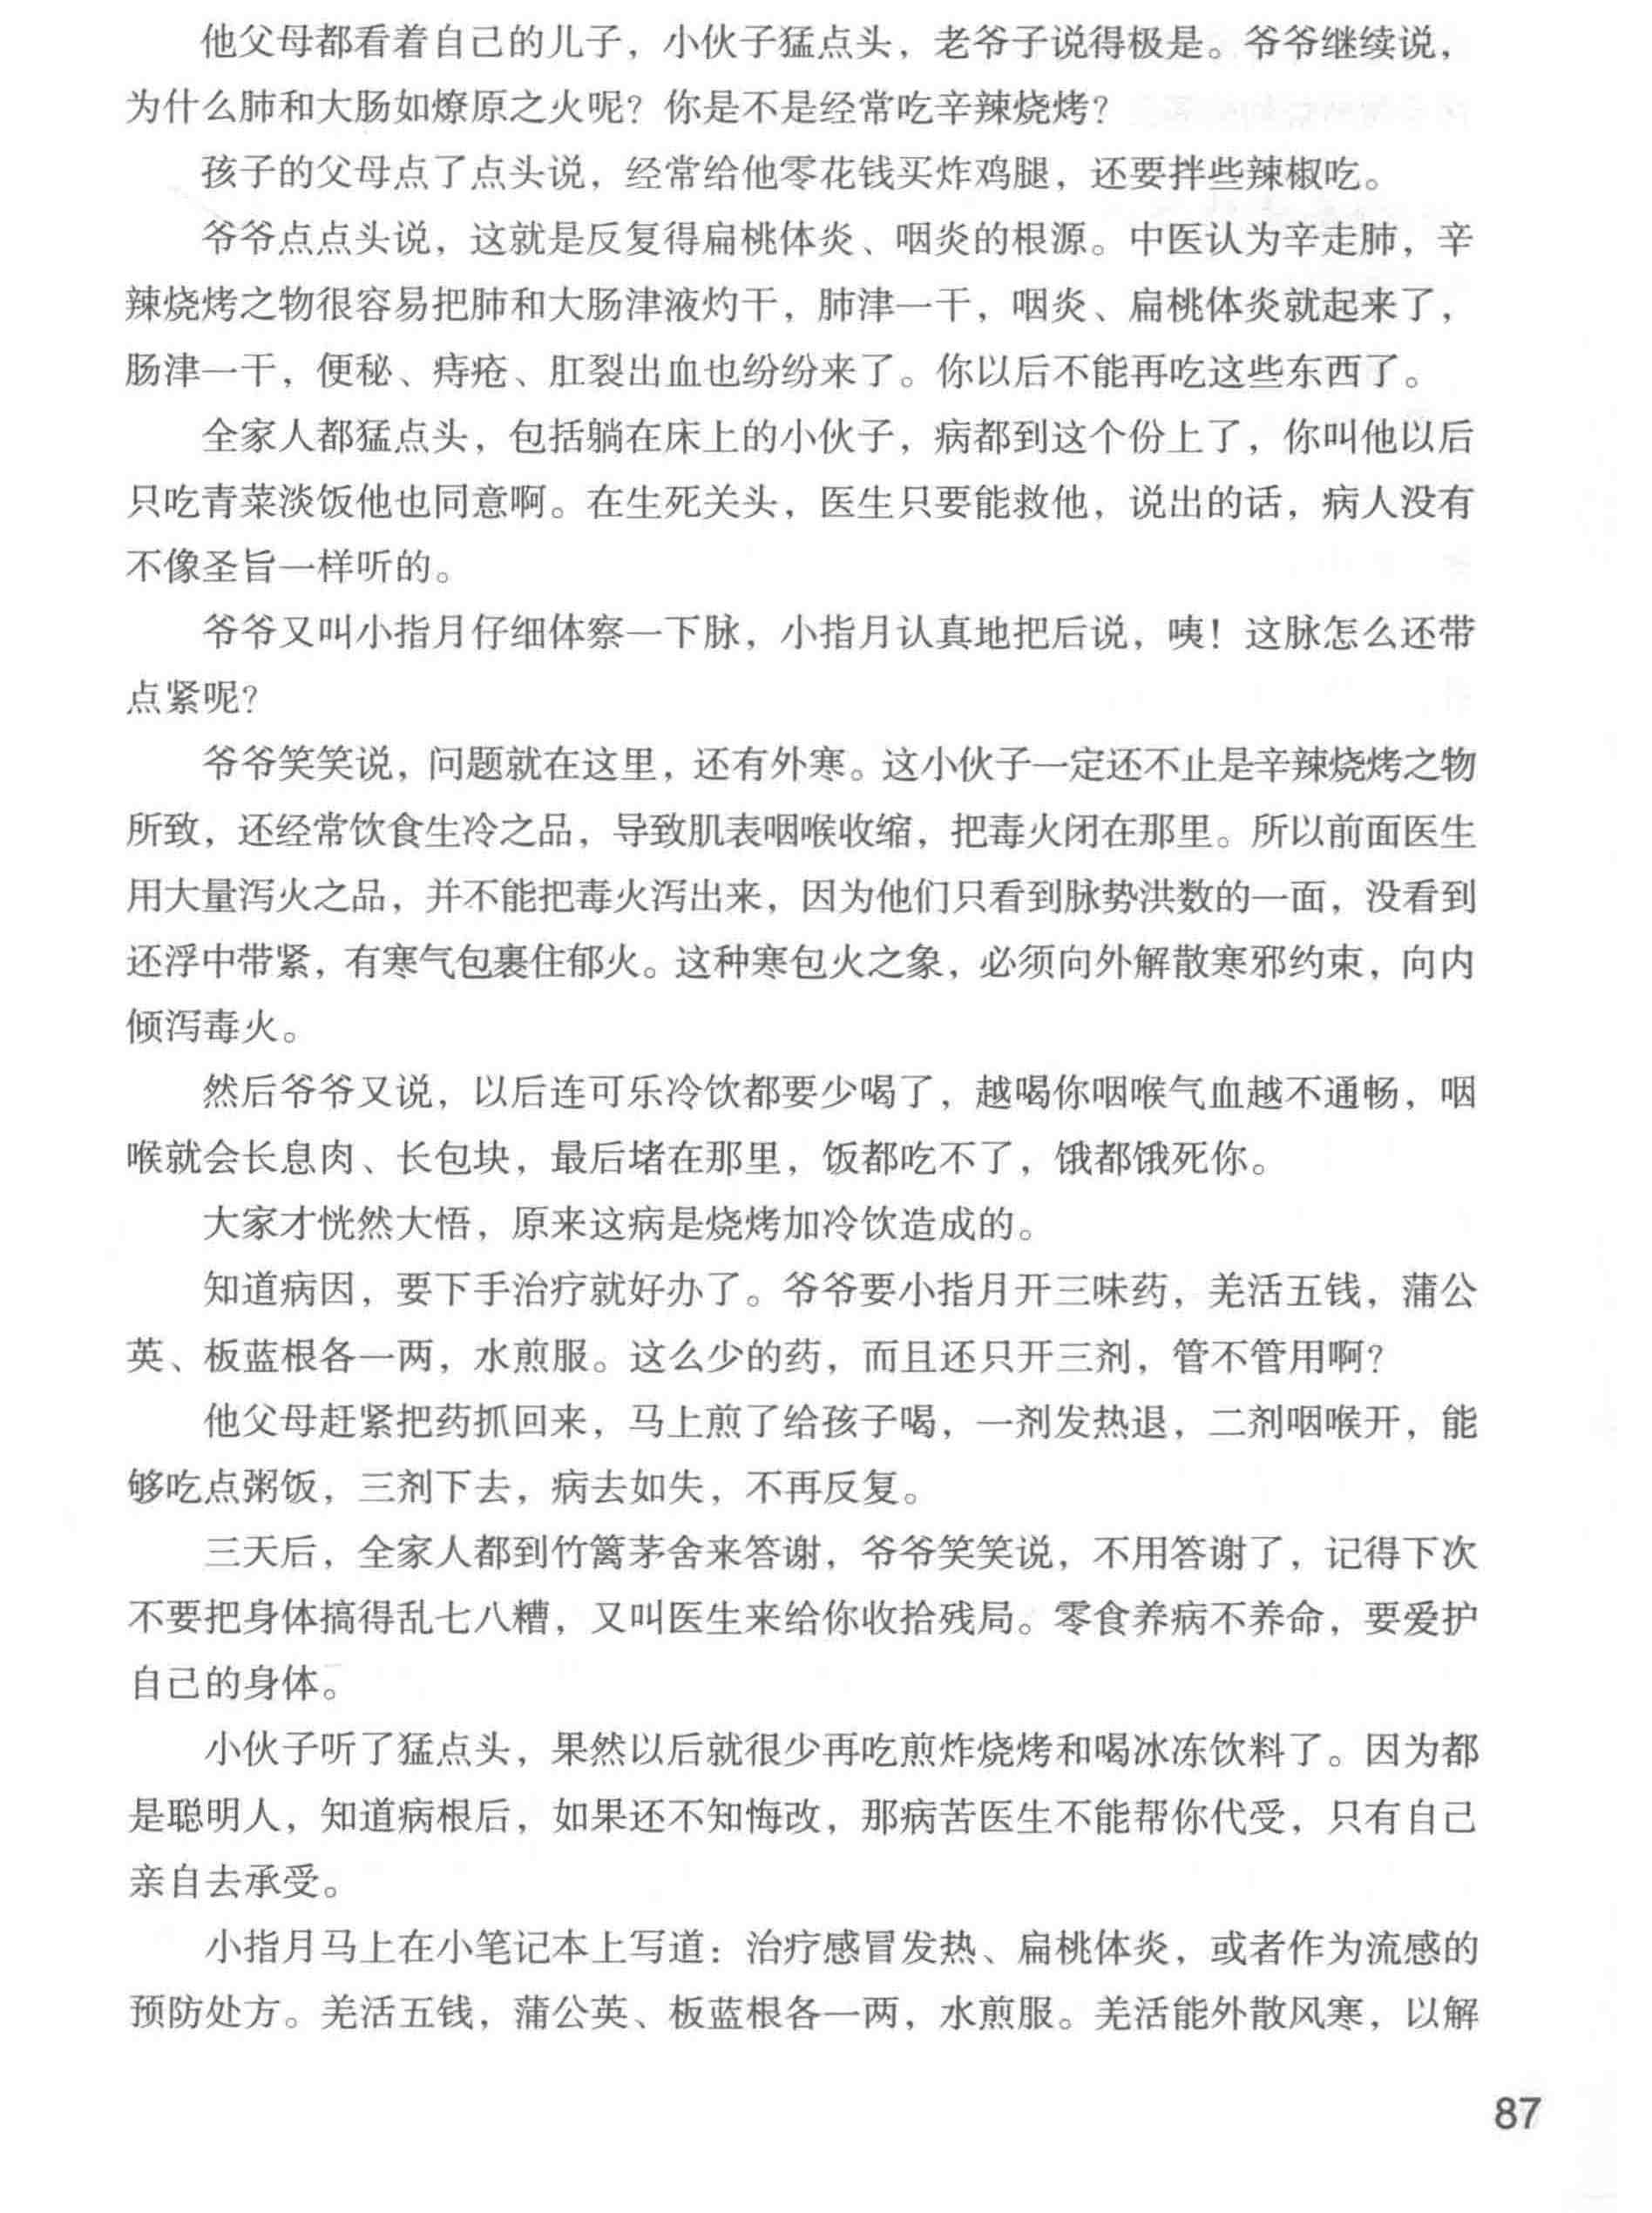 他父母都看着自己的儿子，小伙子猛点头，老爷子说得极是。爷爷继续说，
为什么肺和大肠如燎原之火呢？你是不是经常吃辛辣烧烤？
孩子的父母点了点头说，经常给他零花钱买炸鸡腿，还要拌些辣椒吃。
爷爷点点头说，这就是反复得扁桃体炎、咽炎的根源。中医认为辛走肺，辛
辣烧烤之物很容易把肺和大肠津液灼干，肺津一干，咽炎、扁桃体炎就起来了，
肠津一干，便秘、痔疮、肛裂出血也纷纷来了。你以后不能再吃这些东西了。
全家人都猛点头，包括躺在床上的小伙子，病都到这个份上了，你叫他以后
只吃青菜淡饭他也同意啊。在生死关头，医生只要能救他，说出的话，病人没有
不像圣旨一样听的。
爷爷又叫小指月仔细体察一下脉，小指月认真地把后说，咦！这脉怎么还带
点紧呢？
爷爷笑笑说，问题就在这里，还有外寒。这小伙子一定还不止是辛辣烧烤之物
所致，还经常饮食生冷之品，导致肌表咽喉收缩，把毒火闭在那里。所以前面医生
用大量泻火之品，并不能把毒火泻出来，因为他们只看到脉势洪数的一面，没看到
还浮中带紧，有寒气包裹住郁火。这种寒包火之象，必须向外解散寒邪约束，向内
倾泻毒火。
然后爷爷又说，以后连可乐冷饮都要少喝了，越喝你咽喉气血越不通畅，咽
喉就会长息肉、长包块，最后堵在那里，饭都吃不了，饿都饿死你。
大家才恍然大悟，原来这病是烧烤加冷饮造成的。
知道病因，要下手治疗就好办了。爷爷要小指月开三味药，羌活五钱，蒲公
英、板蓝根各一两，水煎服。这么少的药，而且还只开三剂，管不管用啊？
他父母赶紧把药抓回来，马上煎了给孩子喝，一剂发热退，二剂咽喉开，能
够吃点粥饭，三剂下去，病去如失，不再反复。
三天后，全家人都到竹篱茅舍来答谢，爷爷笑笑说，不用答谢了，记得下次
不要把身体搞得乱七八糟，又叫医生来给你收拾残局。零食养病不养命，要爱护
自己的身体。
小伙子听了猛点头，果然以后就很少再吃煎炸烧烤和喝冰冻饮料了。因为都
是聪明人，知道病根后，如果还不知悔改，那病苦医生不能帮你代受，只有自己
亲自去承受。
小指月马上在小笔记本上写道：治疗感冒发热、扁桃体炎，或者作为流感的
预防处方。羌活五钱，蒲公英、板蓝根各一两，水煎服。羌活能外散风寒，以解
87